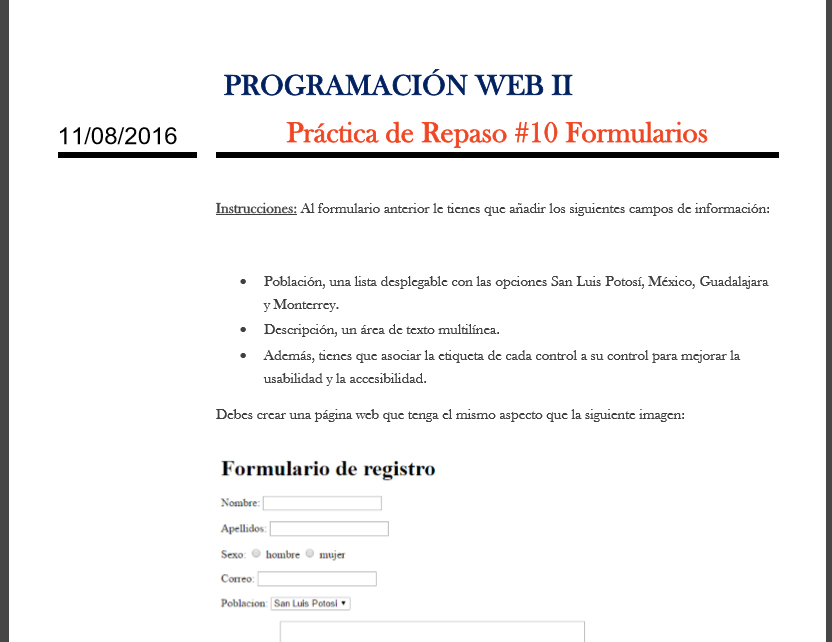 PROGRAMACIÓN WEB II
11/08/2016
Práctica de Repaso #10 Formularios
Instrucciones: Al formulario anterior le tienes que añadir los siguientes campos de información:
• Población, una lista desplegable con las opciones San Luis Potosí, México, Guadalajara
y Monterrey.
• Descripción, un área de texto multilínea.
• Además, tienes que asociar la etiqueta de cada control a su control para mejorar la
usabilidad y la accesibilidad.
Debes crear una página web que tenga el mismo aspecto que la siguiente imagen:
Formulario de registro
Nombre:
Apellidos:
Sexo: hombre mujer
Correo:
Poblacion: San Luis Potosi